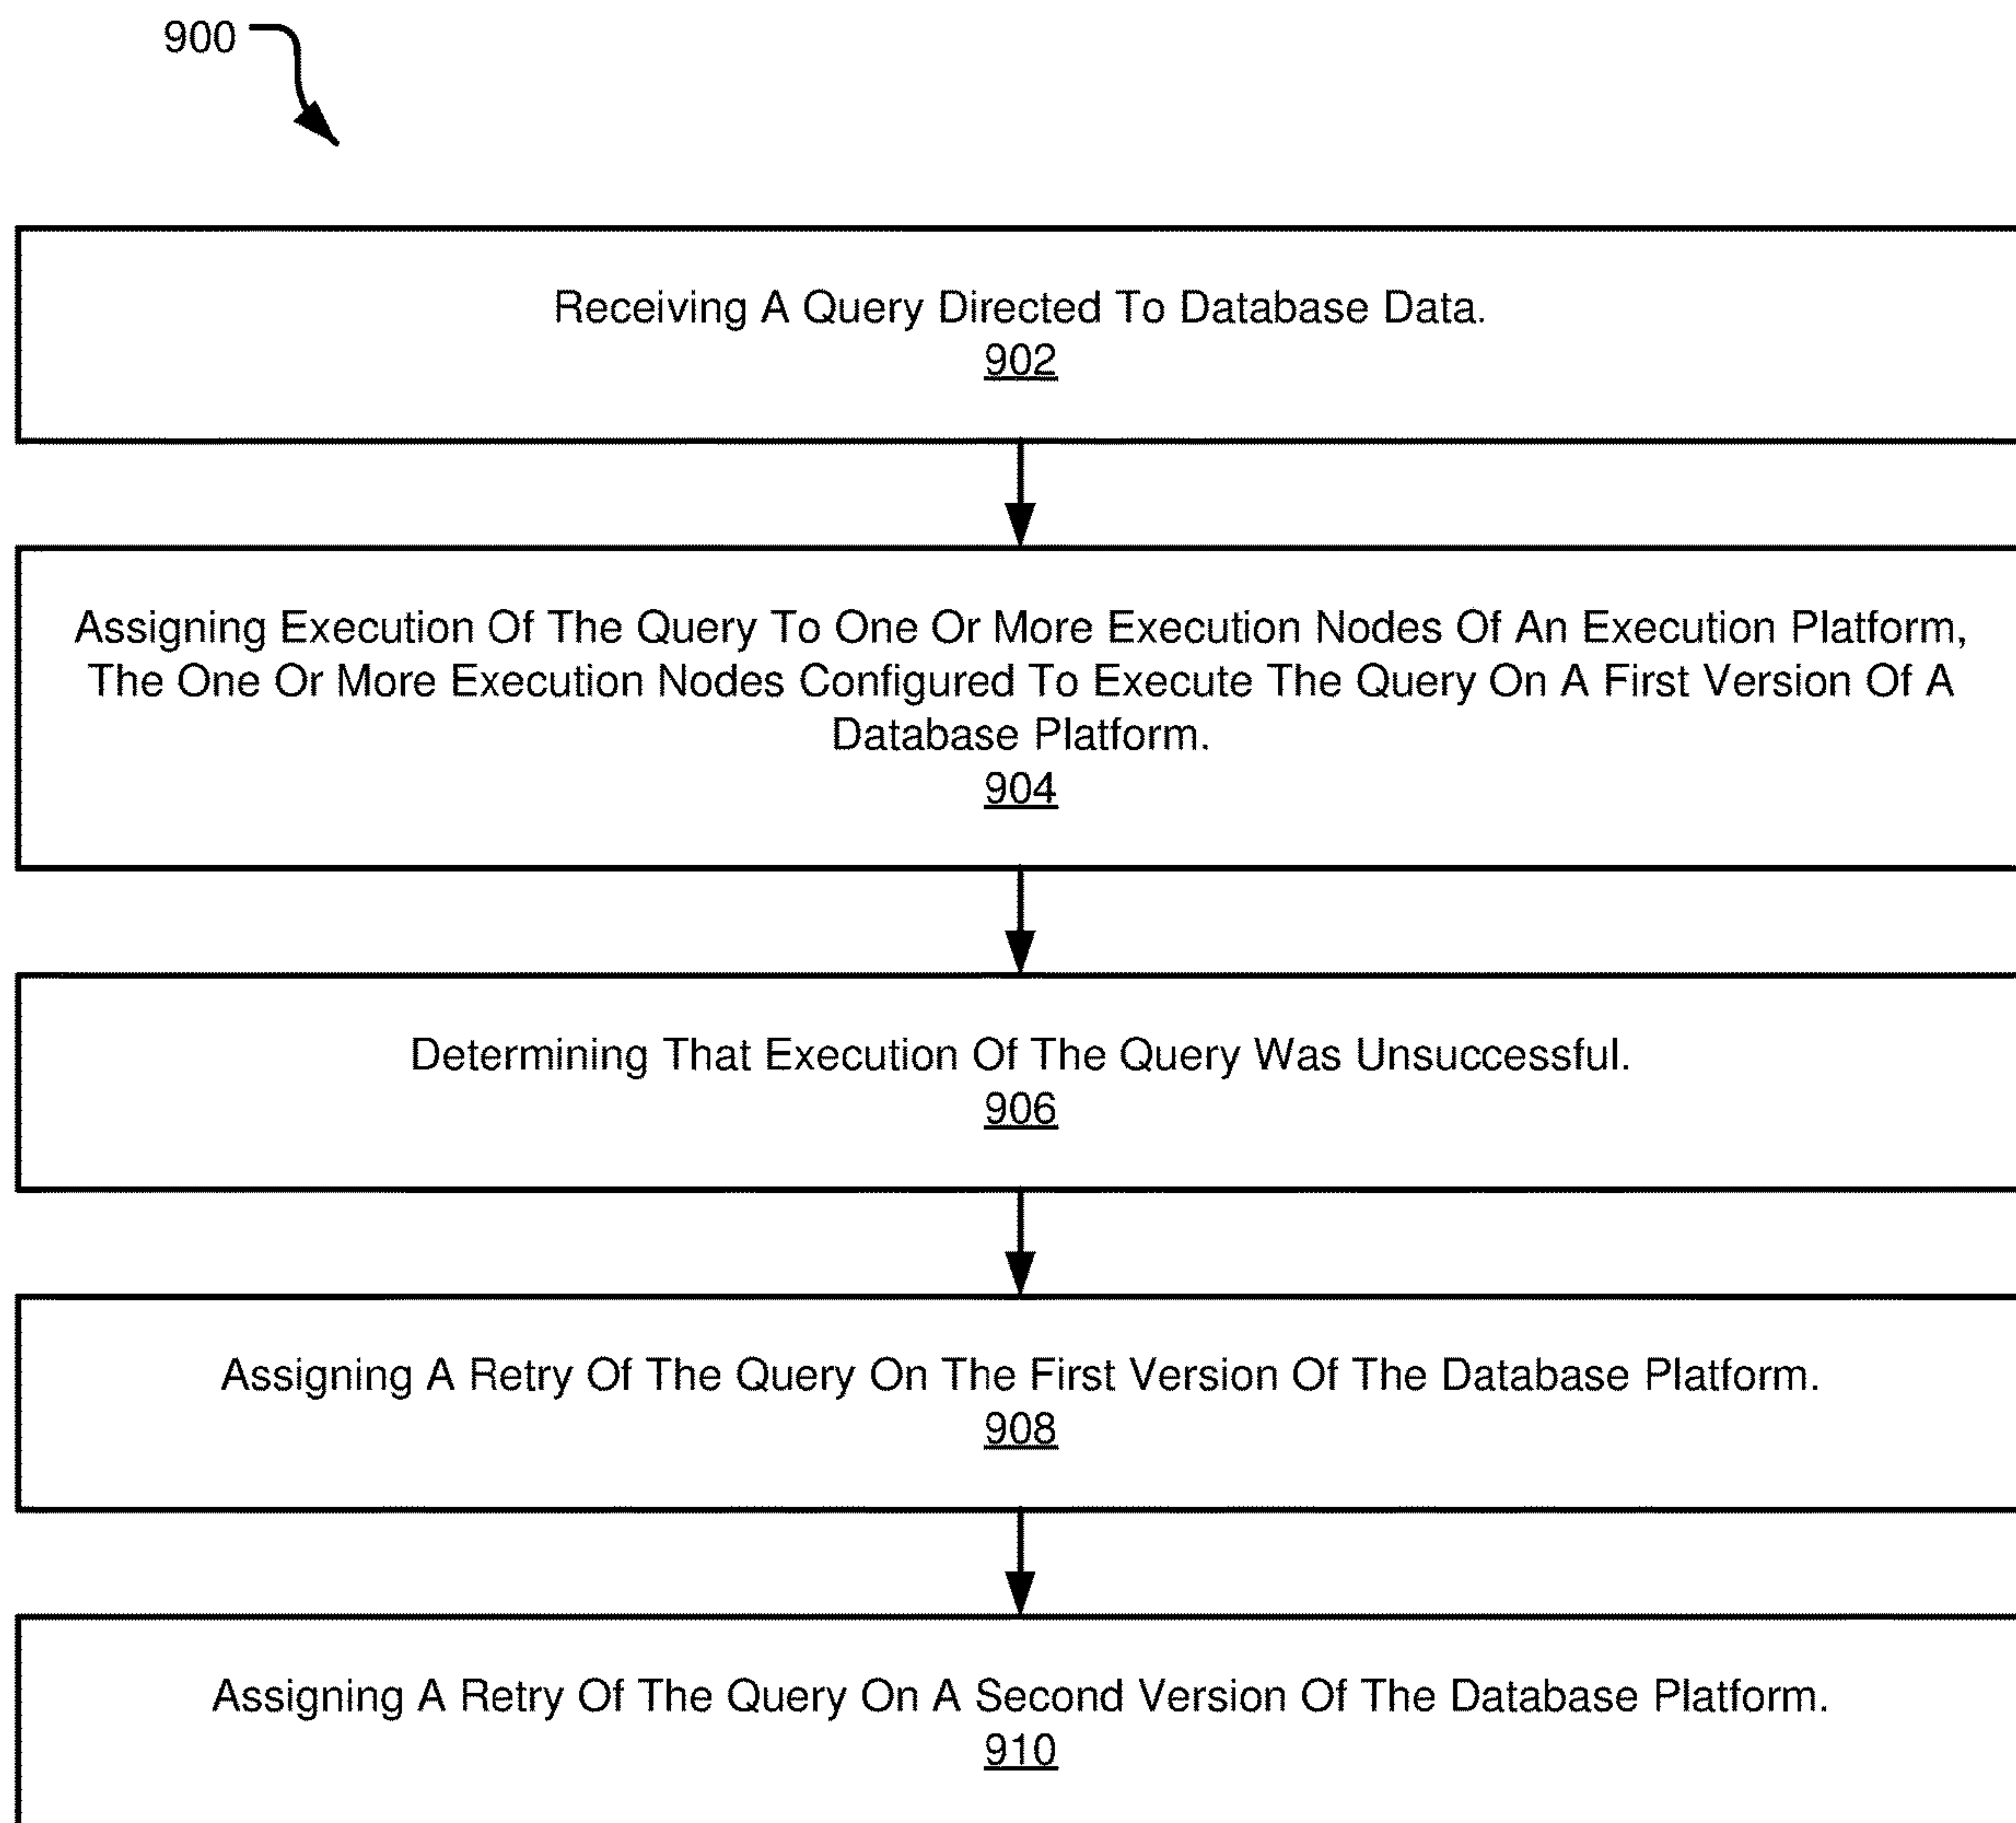 900
Receiving A Query Directed To Database Data.
902
Assigning Execution Of The Query To One Or More Execution Nodes Of An Execution Platform,
The One Or More Execution Nodes Configured To Execute The Query On A First Version Of A
Database Platform.
904
Determining That Execution Of The Query Was Unsuccessful.
906
Assigning A Retry Of The Query On The First Version Of The Database Platform.
908
Assigning A Retry Of The Query On A Second Version Of The Database Platform.
910